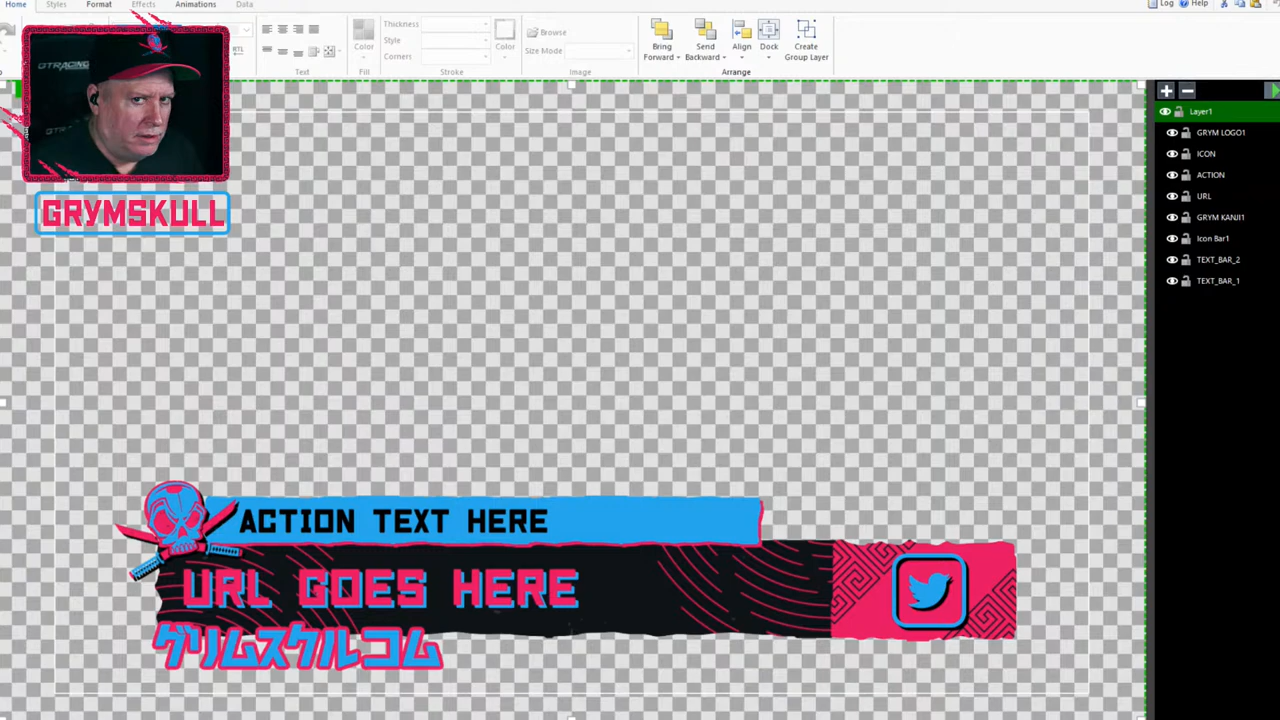 Home Styles Format Effects Animations Data
Log Help
Thickness
Style
Corners
Color
Color
Browse
Size Mode
Bring Forward
Send Backward
Align
Dock
Create Group Layer
Text
Fill
Stroke
Image
Arrange
GTRACING
GRYMSKULL
Layer1
GRYM LOGO1
ICON
ACTION
URL
GRYM KANJI1
Icon Bar1
TEXT_BAR_2
TEXT_BAR_1
ACTION TEXT HERE
URL GOES HERE
グリムスクルコム